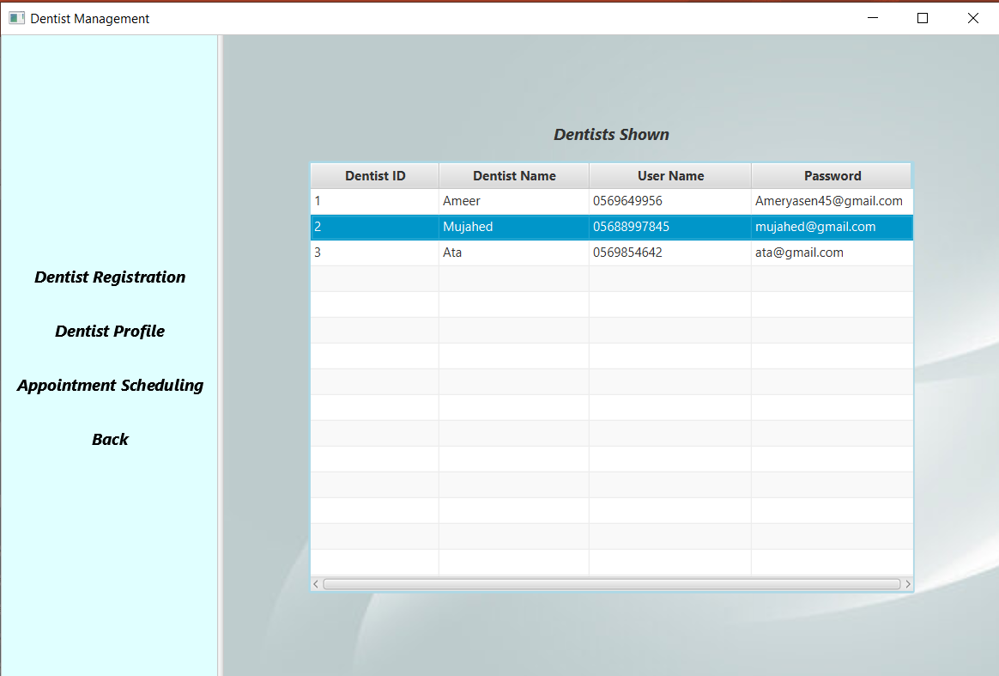 Dentist Management
Dentist Registration
Dentist Profile
Appointment Scheduling
Back
Dentists Shown
Dentist ID Dentist Name User Name Password
1 Ameer 0569649956 Ameryasen45@gmail.com
2 Mujahed 05688997845 mujahed@gmail.com
3 Ata 0569854642 ata@gmail.com